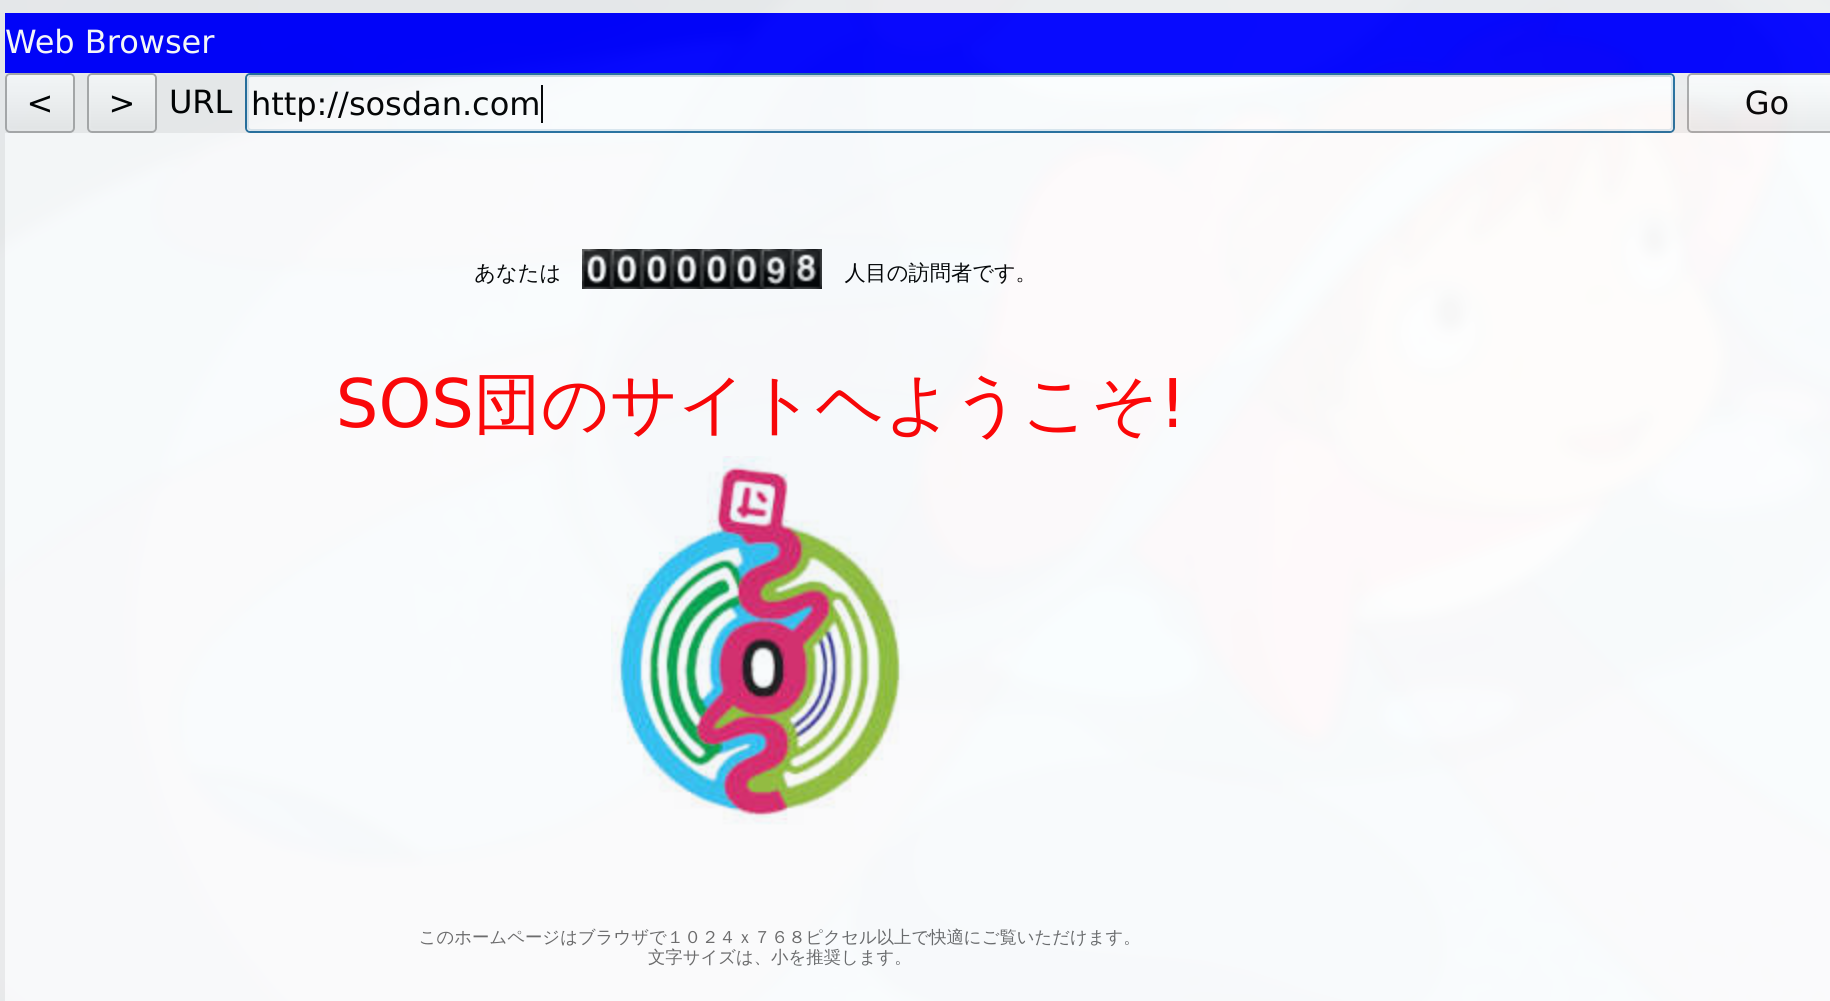 Web Browser
< > URL http://sosdan.com Go
あなたは 00000098 人目の訪問者です。
SOS団のサイトへようこそ!
O
このホームページはブラウザで1024x768ピクセル以上で快適にご覧いただけます。
文字サイズは、小を推奨します。